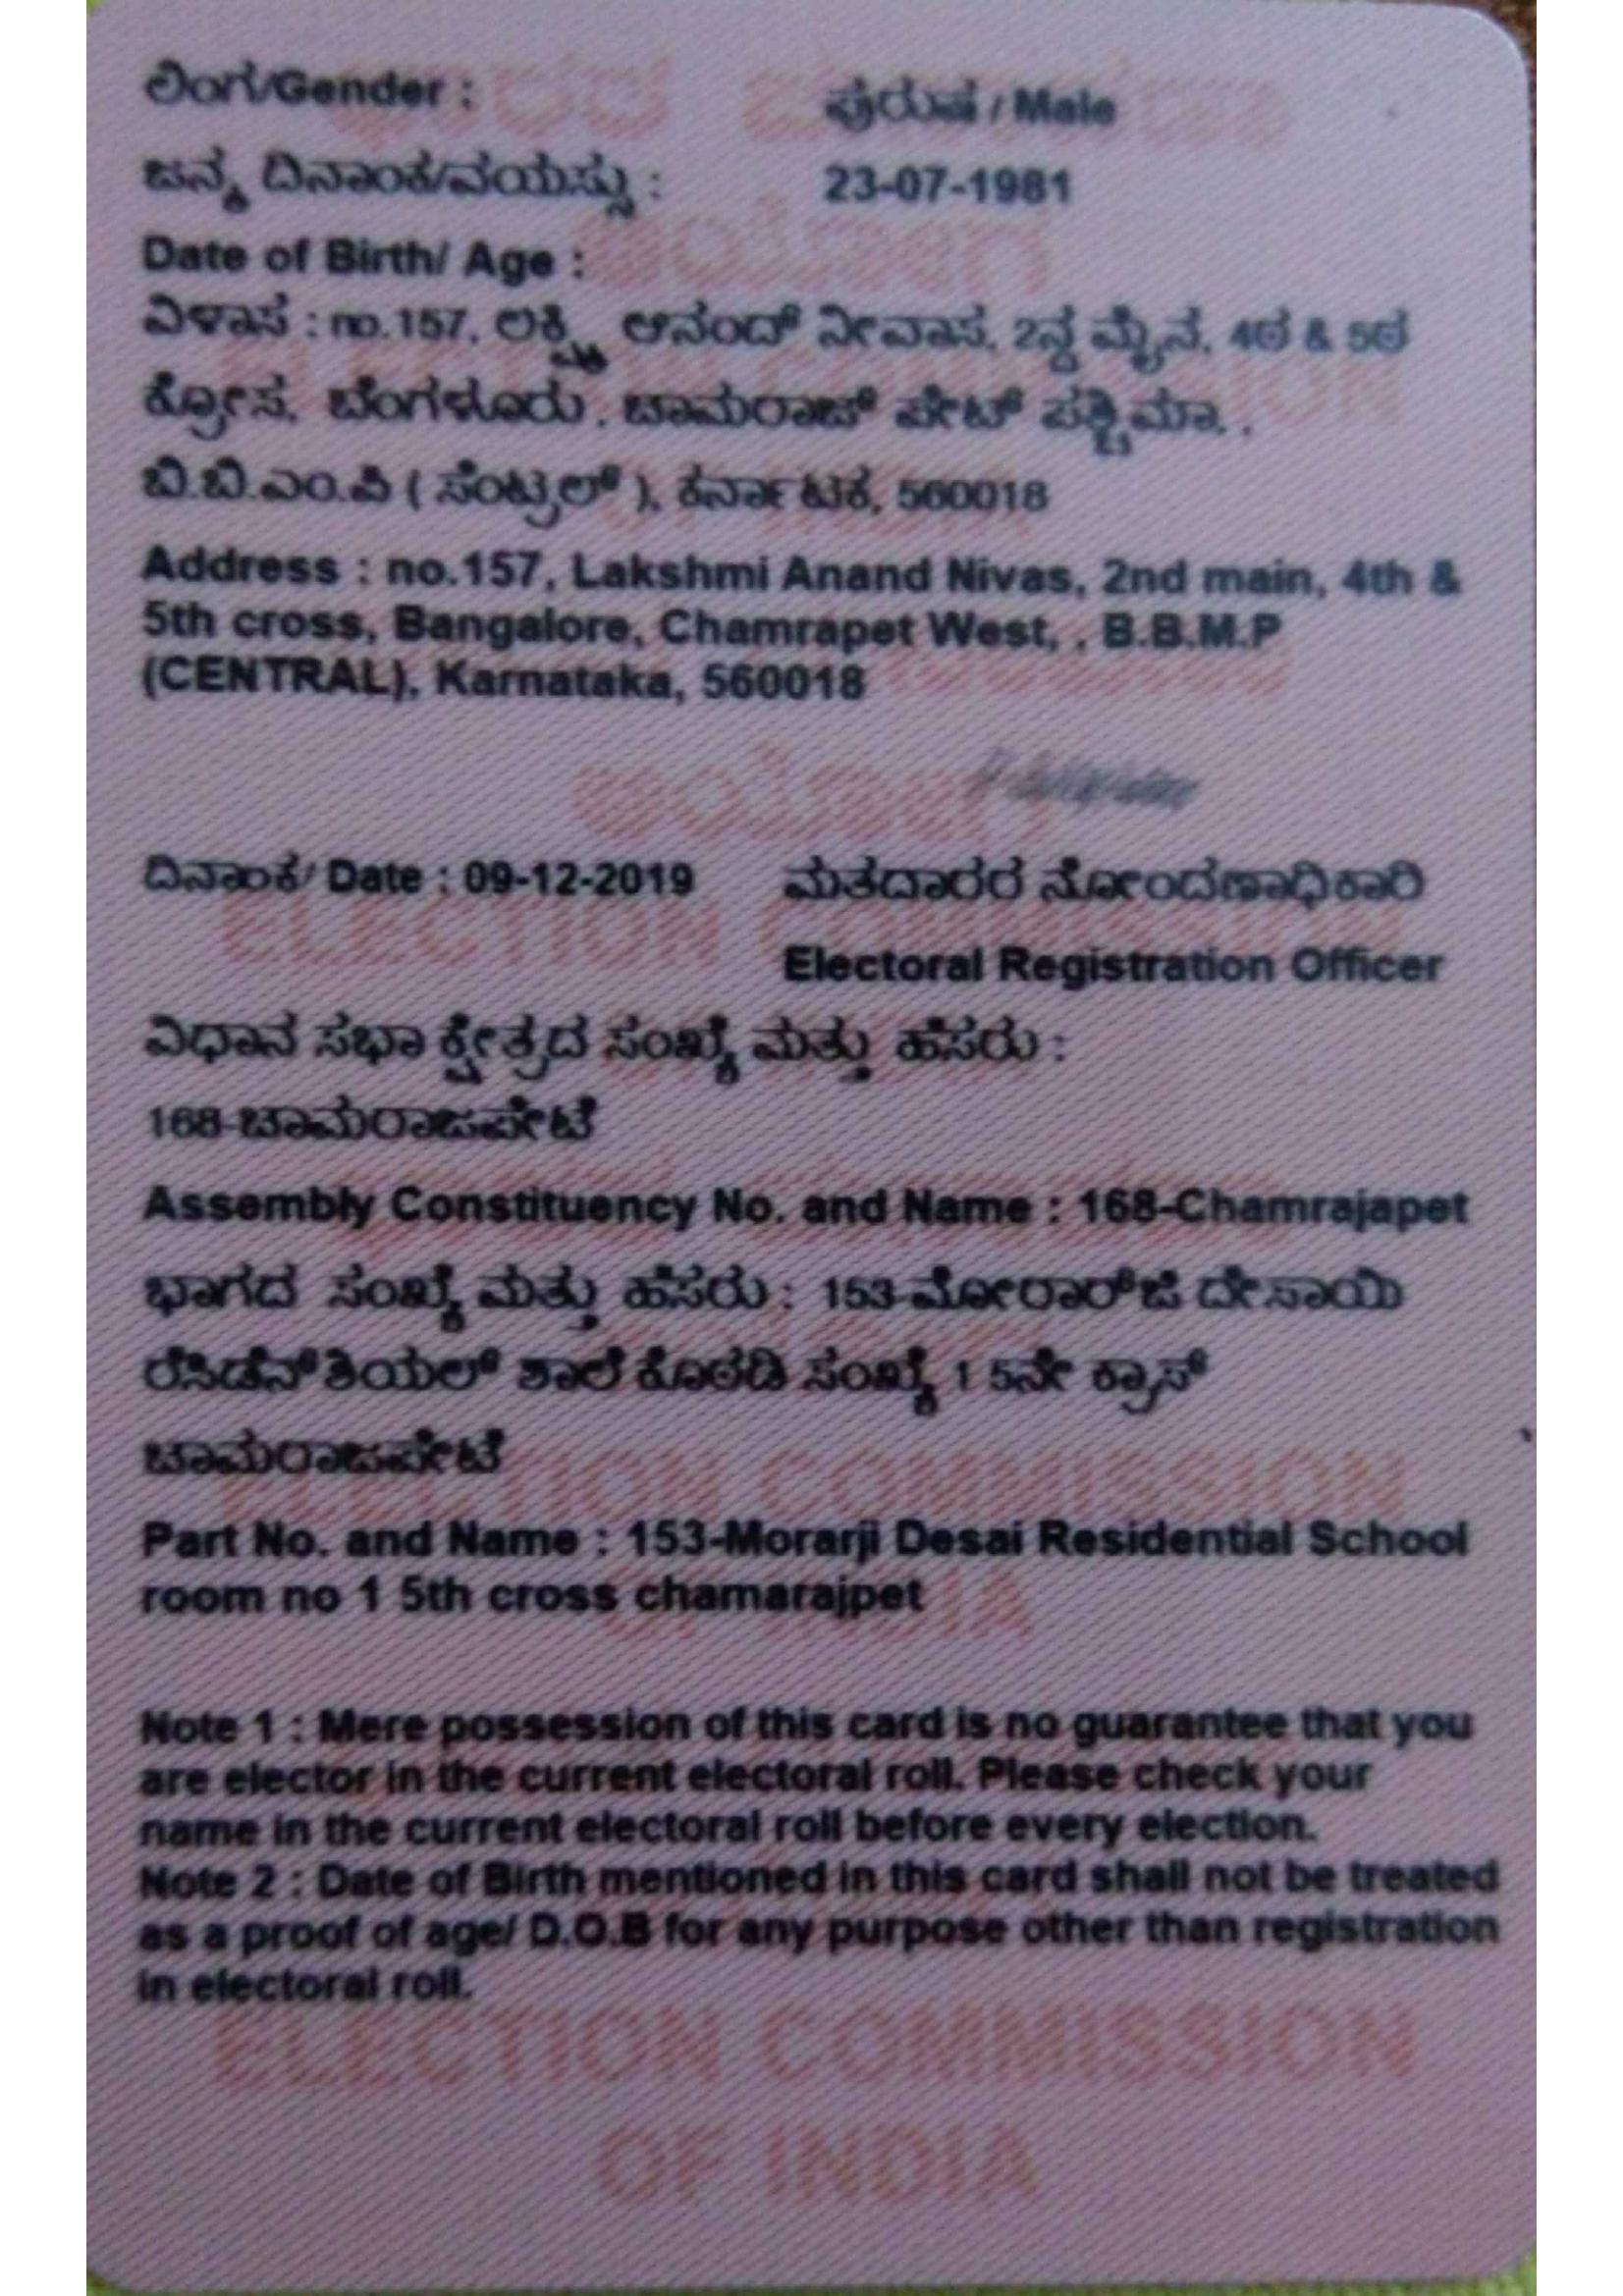 ಲಿಂಗ/Gender : ಪುರುಷ / Male
ಜನ್ಮ ದಿನಾಂಕ/ವಯಸ್ಸು : 23-07-1981
Date of Birth/ Age :
ವಿಳಾಸ : no.157, ಲಕ್ಷ್ಮಿ ಆನಂದ್ ನೀವಾಸ, 2ನ್ದ ಮೈನ, 4ಠ & 5ಠ
ಕ್ರೋಸ, ಬೆಂಗಳೂರು , ಚಾಮರಾಜ್ ಪೇಟ್ ಪಶ್ಚಿಮಾ, ,
ಬಿ.ಬಿ.ಎಂ.ಪಿ ( ಸೆಂಟ್ರಲ್ ), ಕರ್ನಾಟಕ, 560018
Address : no.157, Lakshmi Anand Nivas, 2nd main, 4th &
5th cross, Bangalore, Chamrapet West, , B.B.M.P
(CENTRAL), Karnataka, 560018
ದಿನಾಂಕ/ Date : 09-12-2019 ಮತದಾರರ ನೋಂದಣಾಧಿಕಾರಿ
Electoral Registration Officer
ವಿಧಾನ ಸಭಾ ಕ್ಷೇತ್ರದ ಸಂಖ್ಯೆ ಮತ್ತು ಹೆಸರು :
168-ಚಾಮರಾಜಪೇಟೆ
Assembly Constituency No. and Name : 168-Chamrajapet
ಭಾಗದ ಸಂಖ್ಯೆ ಮತ್ತು ಹೆಸರು : 153-ಮೋರಾರ್ಜಿ ದೇಸಾಯಿ
ರೆಸಿಡೆನ್ಶಿಯಲ್ ಶಾಲೆ ಕೊಠಡಿ ಸಂಖ್ಯೆ 1 5ನೇ ಕ್ರಾಸ್
ಚಾಮರಾಜಪೇಟೆ
Part No. and Name : 153-Morarji Desai Residential School
room no 1 5th cross chamarajpet
Note 1 : Mere possession of this card is no guarantee that you
are elector in the current electoral roll. Please check your
name in the current electoral roll before every election.
Note 2 : Date of Birth mentioned in this card shall not be treated
as a proof of age/ D.O.B for any purpose other than registration
in electoral roll.
ELECTION COMMISSION
OF INDIA